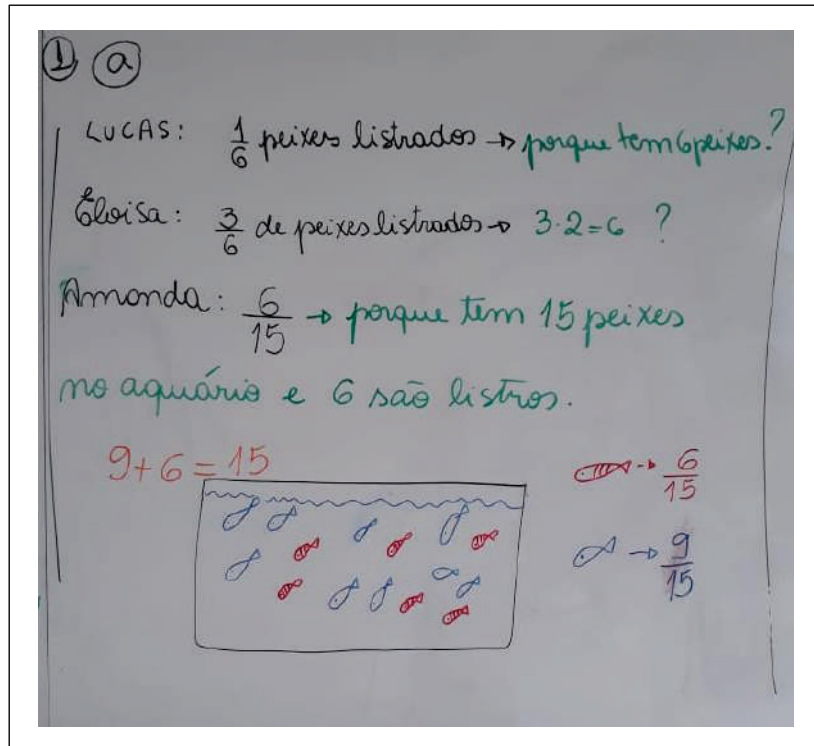 1 a
LUCAS: 1/6 peixes listrados → porque tem 6 peixes?
Eloisa: 3/6 de peixes listrados → 3·2=6 ?
Amanda: 6/15 → porque tem 15 peixes
no aquário e 6 são listros.
9+6=15
→ 6/15
→ 9/15